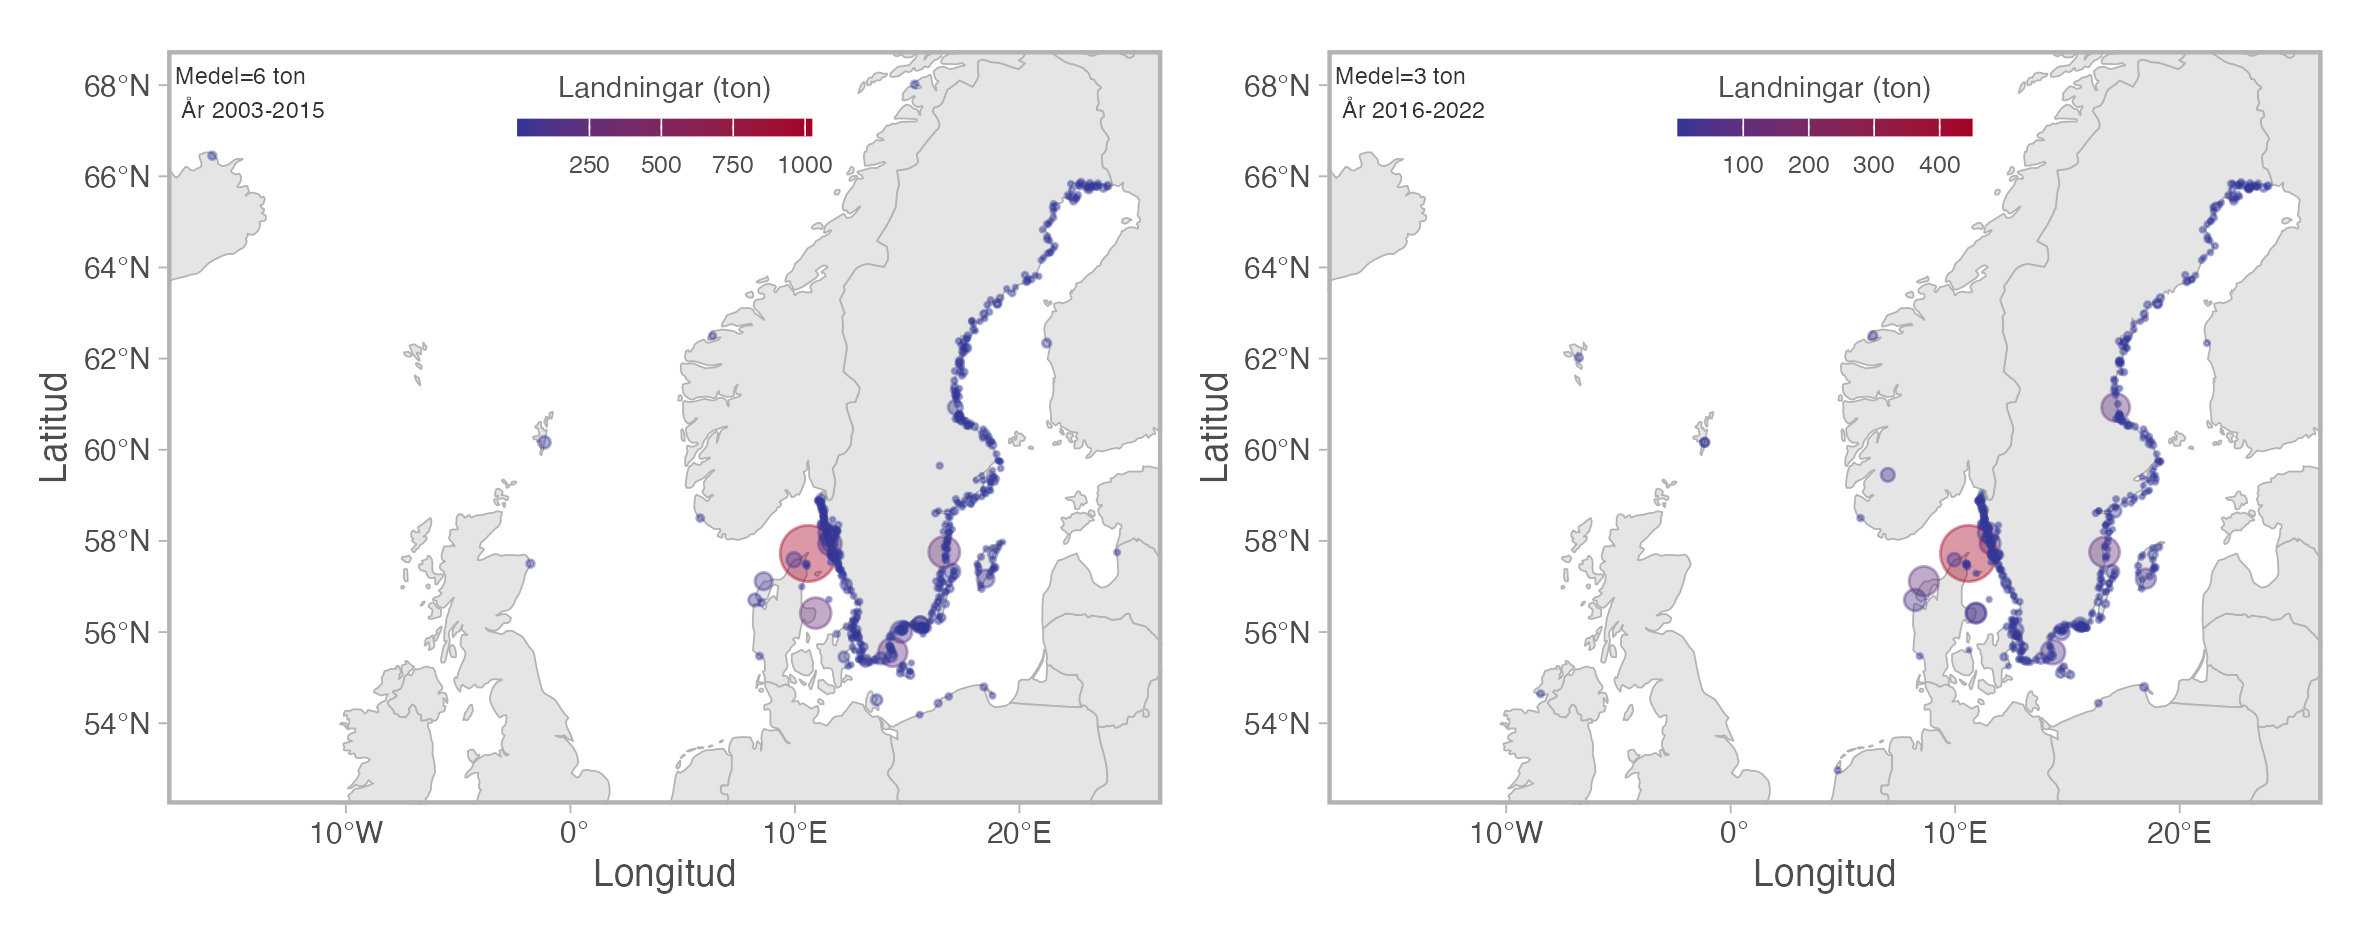 Medel=6 ton
År 2003-2015
Landningar (ton)
250 500 750 1000
68°N
66°N
64°N
62°N
60°N
58°N
56°N
54°N
Latitud
10°W 0° 10°E 20°E
Longitud
Medel=3 ton
År 2016-2022
Landningar (ton)
100 200 300 400
68°N
66°N
64°N
62°N
60°N
58°N
56°N
54°N
Latitud
10°W 0° 10°E 20°E
Longitud